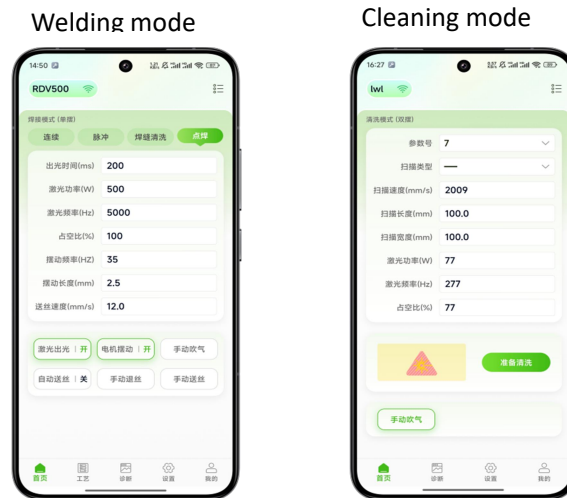 Welding mode
14:50
RDV500
焊接模式 (单摆)
连续 脉冲 焊缝清洗 点焊
出光时间(ms) 200
激光功率(W) 500
激光频率(Hz) 5000
占空比(%) 100
摆动频率(HZ) 35
摆动长度(mm) 2.5
送丝速度(mm/s) 12.0
激光出光 | 开 电机摆动 | 开 手动吹气
自动送丝 | 关 手动退丝 手动送丝
首页 工艺 诊断 设置 我的
Cleaning mode
16:27
lwl
清洗模式 (双摆)
参数号 7
扫描类型 —
扫描速度(mm/s) 2009
扫描长度(mm) 100.0
扫描宽度(mm) 100.0
激光功率(W) 77
激光频率(Hz) 277
占空比(%) 77
准备清洗
手动吹气
首页 诊断 设置 我的